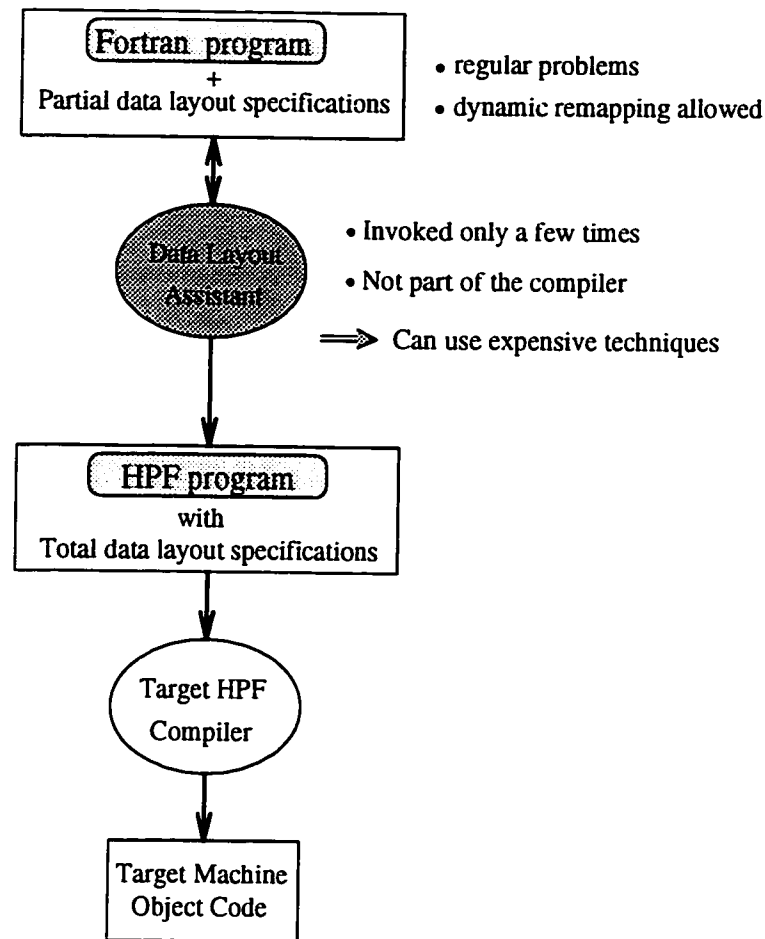 Fortran program
+
Partial data layout specifications
• regular problems
• dynamic remapping allowed
Data Layout
Assistant
• Invoked only a few times
• Not part of the compiler
⇒ Can use expensive techniques
HPF program
with
Total data layout specifications
Target HPF
Compiler
Target Machine
Object Code